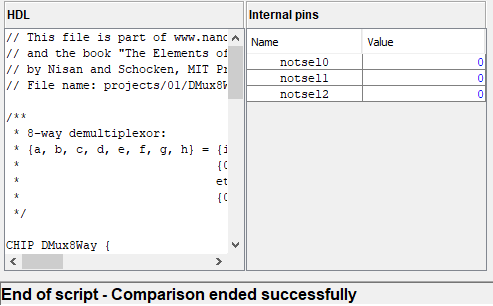 HDL
// This file is part of www.nand
// and the book "The Elements of
// by Nisan and Schocken, MIT Pr
// File name: projects/01/DMux8W
/**
* 8-way demultiplexor:
* {a, b, c, d, e, f, g, h} = {i
* {0
* et
* {0
*/
CHIP DMux8Way {
Internal pins
Name Value
notsel0 0
notsel1 0
notsel2 0
End of script - Comparison ended successfully